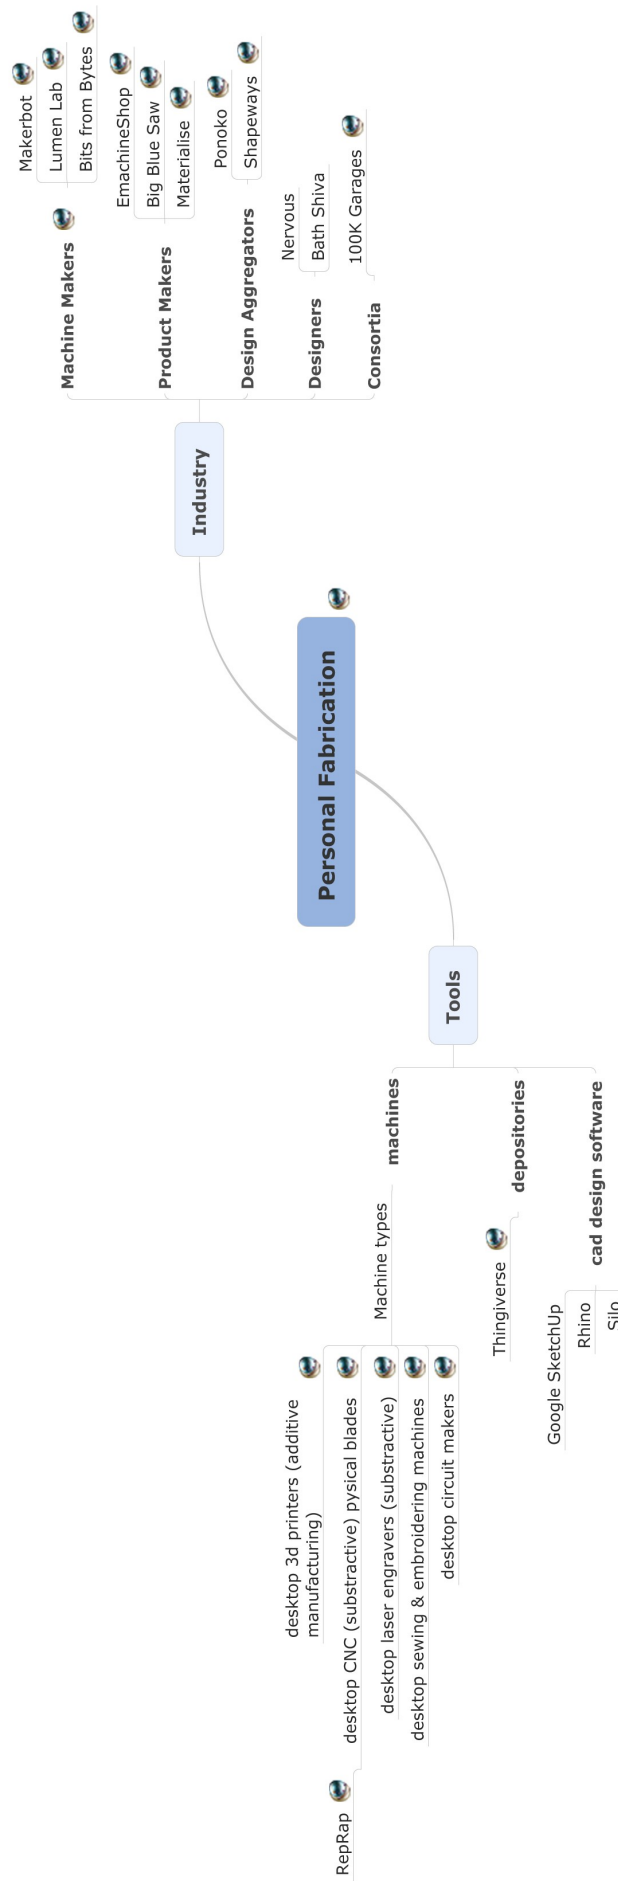 Personal Fabrication
Industry
Machine Makers
Makerbot
Lumen Lab
Bits from Bytes
Product Makers
EmachineShop
Big Blue Saw
Materialise
Design Aggregators
Ponoko
Shapeways
Designers
Nervous
Bath Shiva
Consortia
100K Garages
Tools
machines
Machine types
desktop 3d printers (additive
manufacturing)
desktop CNC (substractive) pysical blades
RepRap
desktop laser engravers (substractive)
desktop sewing & embroidering machines
desktop circuit makers
depositories
Thingiverse
cad design software
Google SketchUp
Rhino
Silo